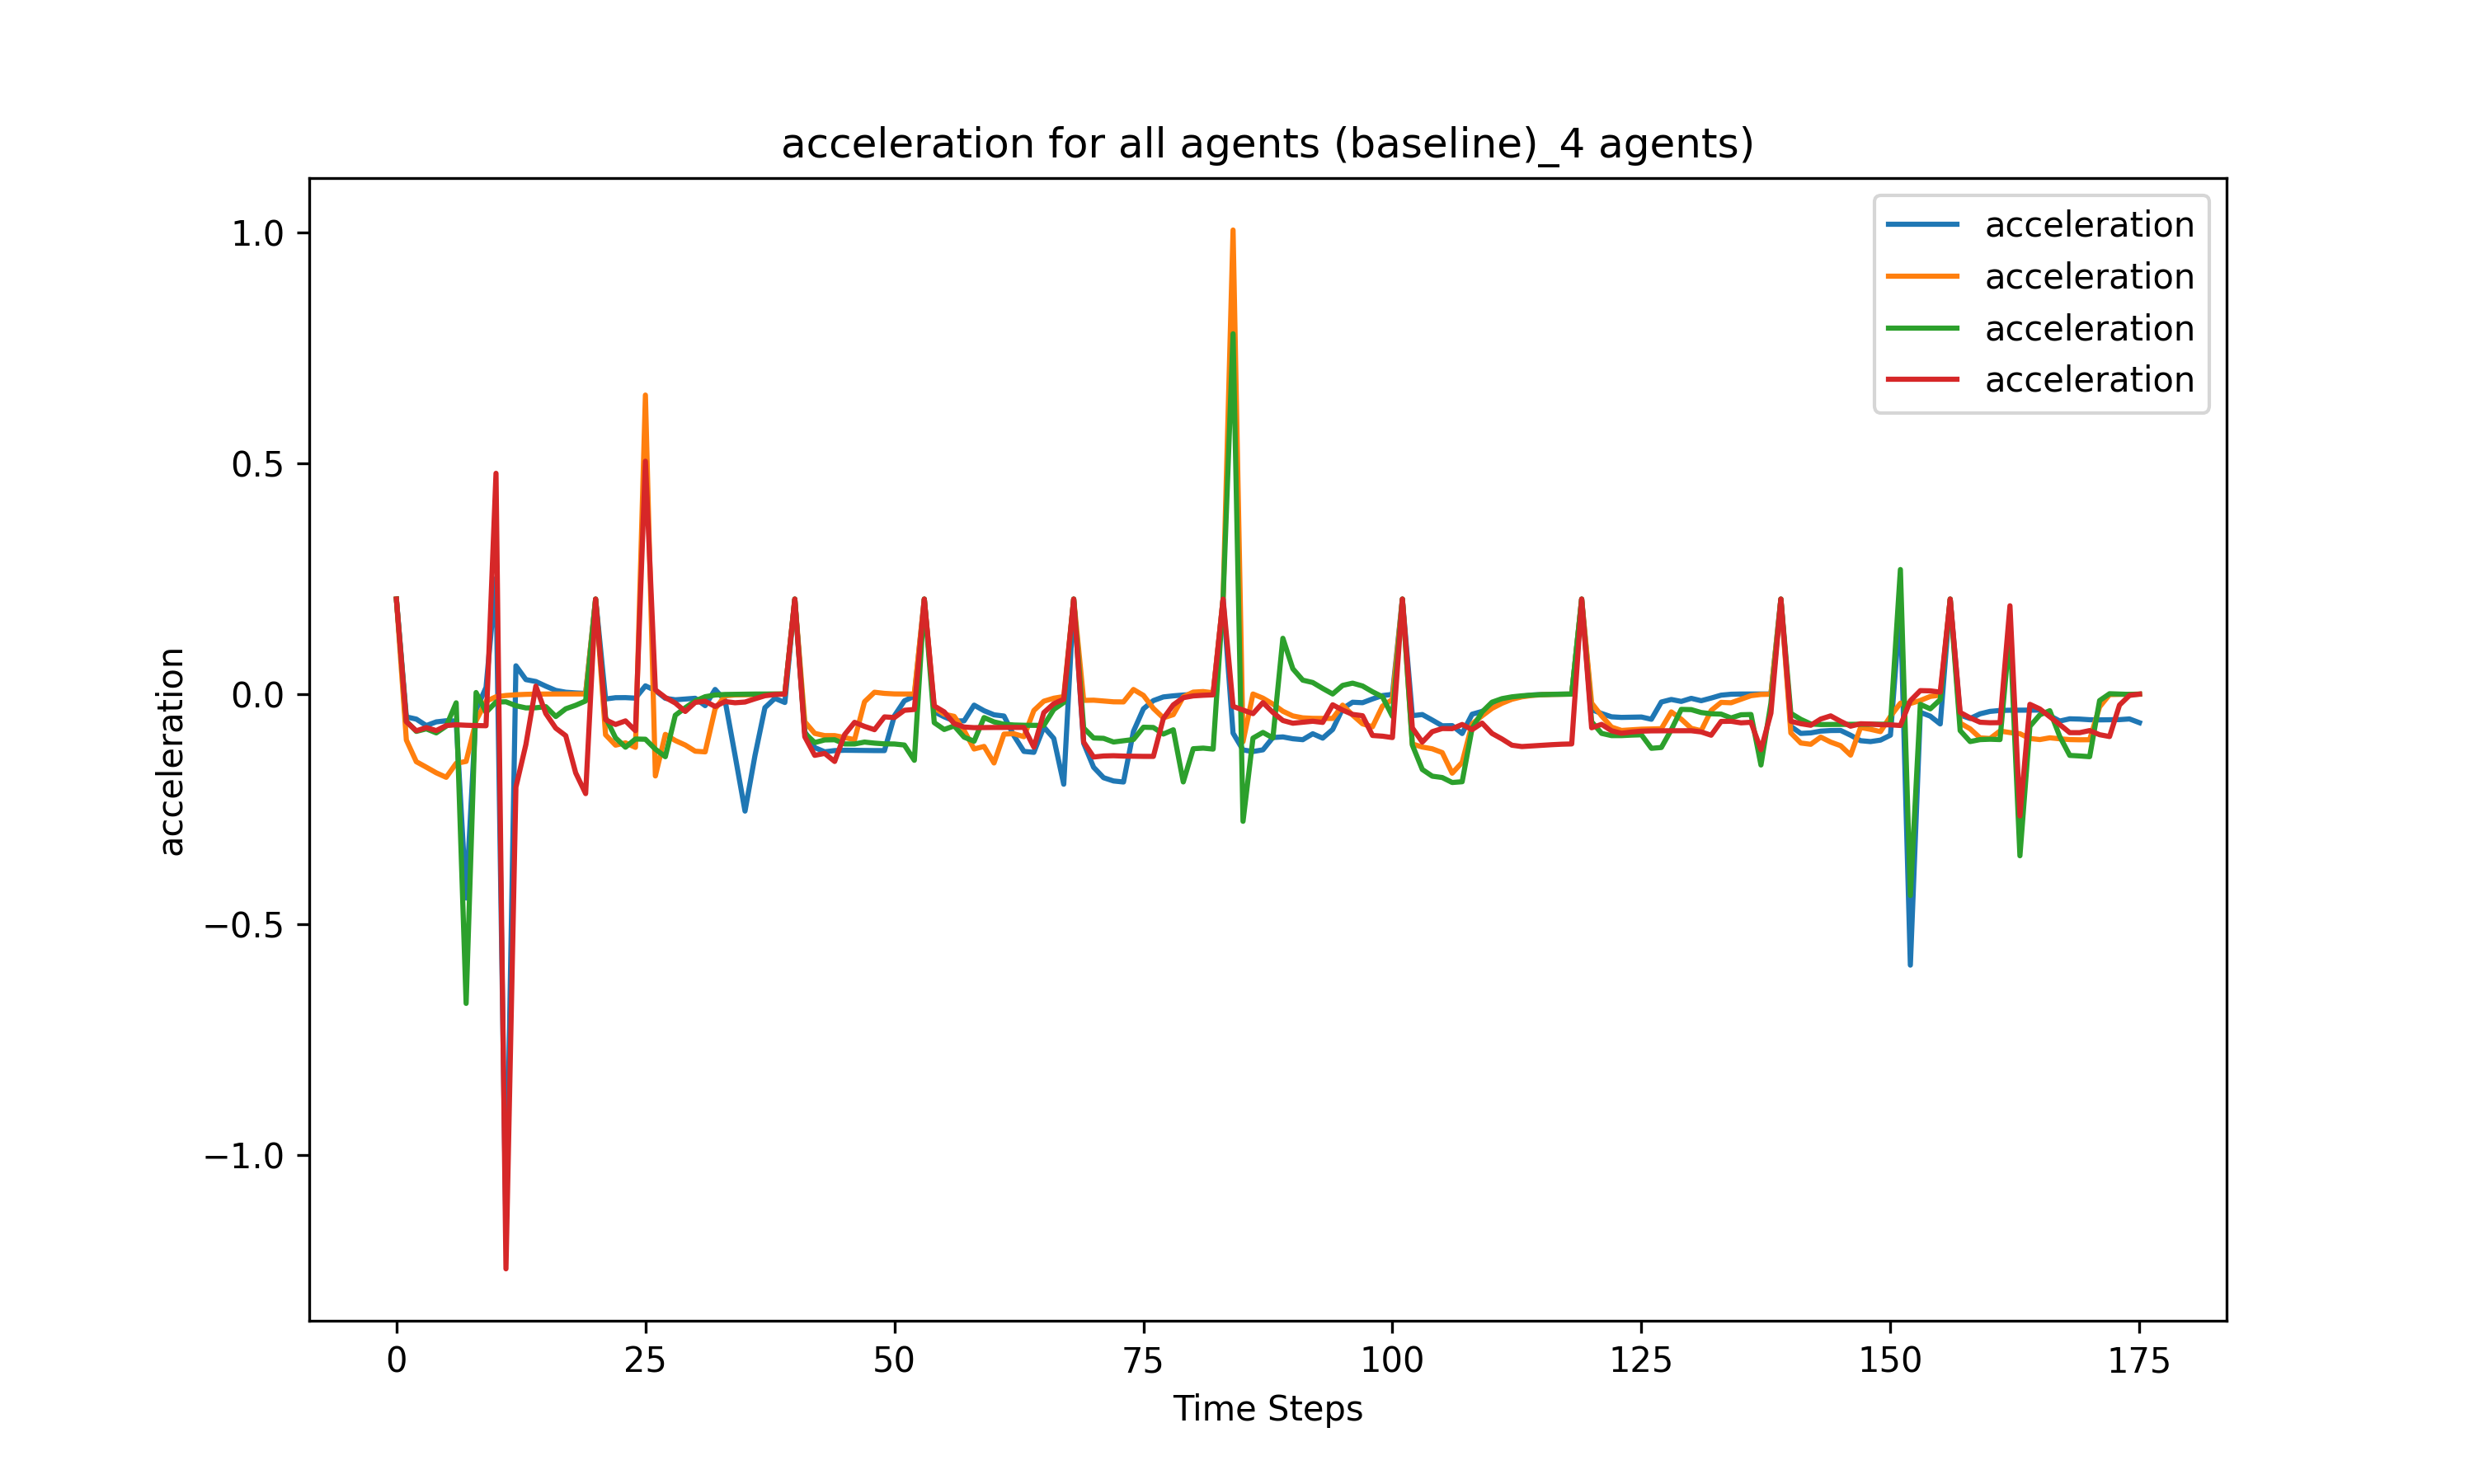 acceleration for all agents (baseline)_4 agents)
acceleration
acceleration
acceleration
acceleration
1.0
0.5
0.0
−0.5
−1.0
acceleration
0 25 50 75 100 125 150 175
Time Steps